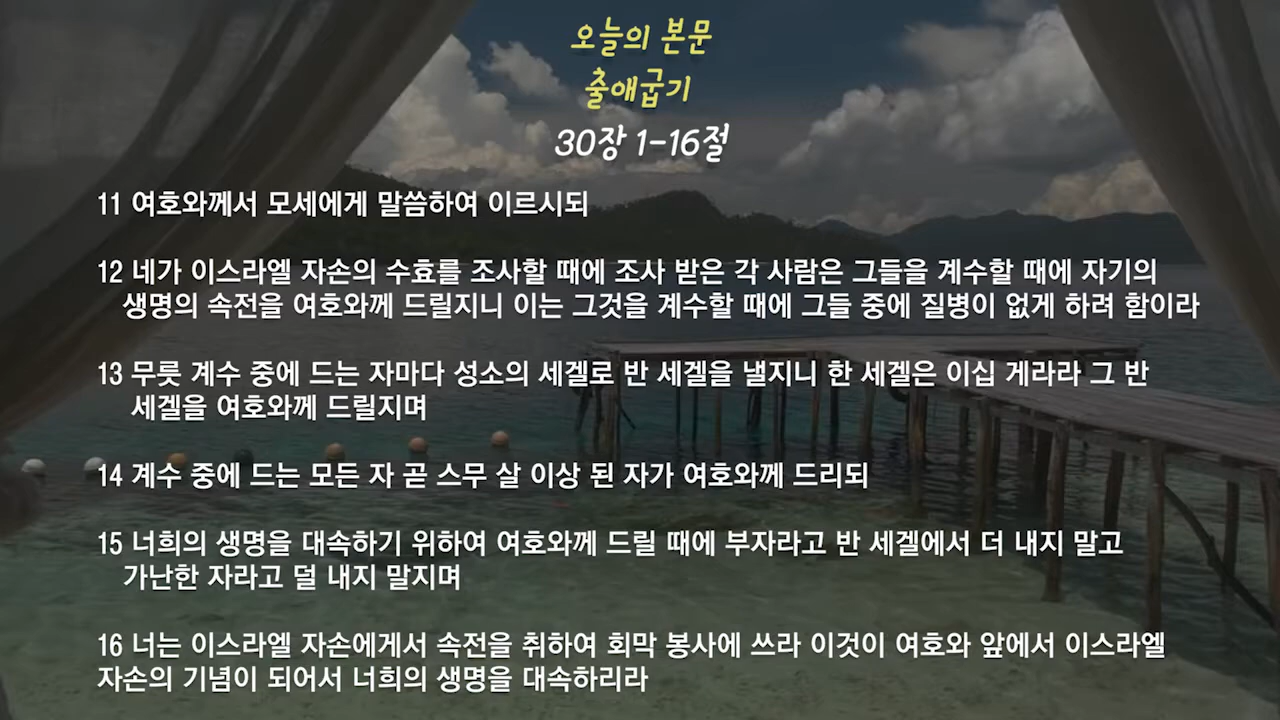 오늘의 본문
출애굽기
30장 1-16절
11 여호와께서 모세에게 말씀하여 이르시되
12 네가 이스라엘 자손의 수효를 조사할 때에 조사 받은 각 사람은 그들을 계수할 때에 자기의
생명의 속전을 여호와께 드릴지니 이는 그것을 계수할 때에 그들 중에 질병이 없게 하려 함이라
13 무릇 계수 중에 드는 자마다 성소의 세겔로 반 세겔을 낼지니 한 세겔은 이십 게라라 그 반
세겔을 여호와께 드릴지며
14 계수 중에 드는 모든 자 곧 스무 살 이상 된 자가 여호와께 드리되
15 너희의 생명을 대속하기 위하여 여호와께 드릴 때에 부자라고 반 세겔에서 더 내지 말고
가난한 자라고 덜 내지 말지며
16 너는 이스라엘 자손에게서 속전을 취하여 회막 봉사에 쓰라 이것이 여호와 앞에서 이스라엘
자손의 기념이 되어서 너희의 생명을 대속하리라